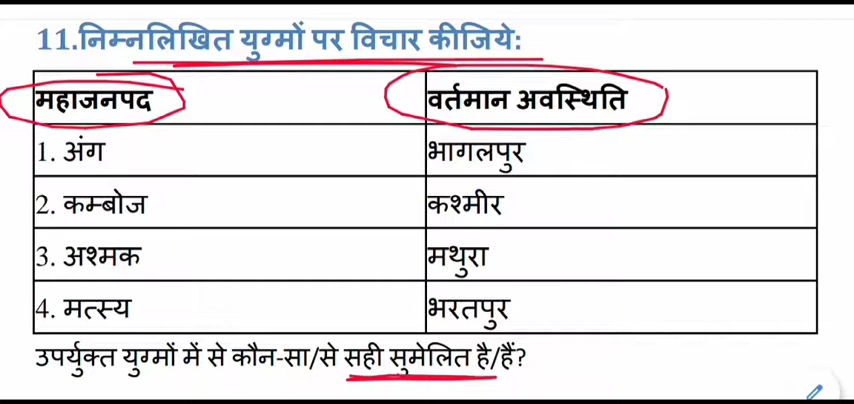 11.निम्नलिखित युग्मों पर विचार कीजिये:
महाजनपद वर्तमान अवस्थिति
1. अंग भागलपुर
2. कम्बोज कश्मीर
3. अश्मक मथुरा
4. मत्स्य भरतपुर
उपर्युक्त युग्मों में से कौन-सा/से सही सुमेलित है/हैं?